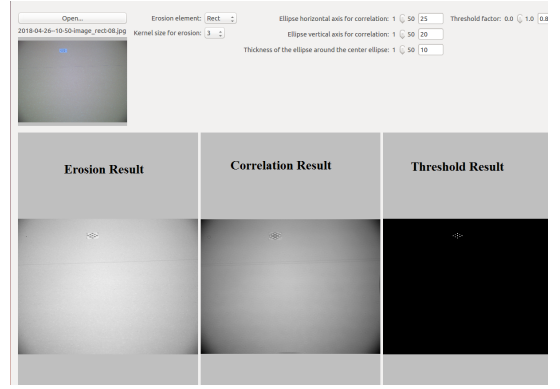 Open... Erosion element: Rect Ellipse horizontal axis for correlation: 1 50 25 Threshold factor: 0.0 1.0 0.8
2018-04-26--10-50-image_rect-08.jpg Kernel size for erosion: 3 Ellipse vertical axis for correlation: 1 50 20
Thickness of the ellipse around the center ellipse: 1 50 10
Erosion Result Correlation Result Threshold Result